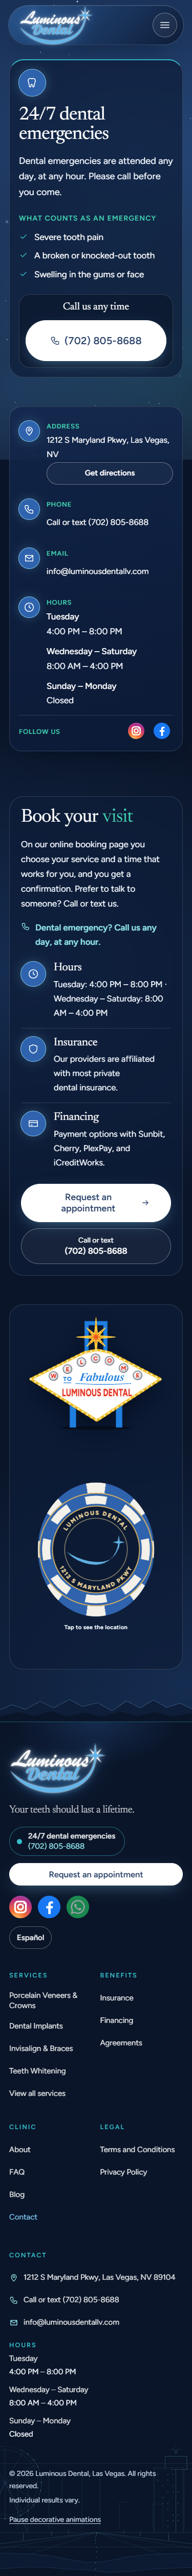 Luminous
Dental
24/7 dental
emergencies
Dental emergencies are attended any
day, at any hour. Please call before
you come.
WHAT COUNTS AS AN EMERGENCY
Severe tooth pain
A broken or knocked-out tooth
Swelling in the gums or face
Call us any time
(702) 805-8688
ADDRESS
1212 S Maryland Pkwy, Las Vegas,
NV
Get directions
PHONE
Call or text (702) 805-8688
EMAIL
info@luminousdentallv.com
HOURS
Tuesday
4:00 PM – 8:00 PM
Wednesday – Saturday
8:00 AM – 4:00 PM
Sunday – Monday
Closed
FOLLOW US
Book your visit
On our online booking page you
choose your service and a time that
works for you, and you get a
confirmation. Prefer to talk to
someone? Call or text us.
Dental emergency? Call us any
day, at any hour.
Hours
Tuesday: 4:00 PM – 8:00 PM ·
Wednesday – Saturday: 8:00
AM – 4:00 PM
Insurance
Our providers are affiliated
with most private
dental insurance.
Financing
Payment options with Sunbit,
Cherry, PlexPay, and
iCreditWorks.
Request an
appointment
Call or text
(702) 805-8688
WELCOME
TO Fabulous
LUMINOUS DENTAL
LUMINOUS DENTAL
1213 S MARYLAND PKWY
Tap to see the location
Luminous
Dental
Your teeth should last a lifetime.
24/7 dental emergencies
(702) 805-8688
Request an appointment
Español
SERVICES
Porcelain Veneers &
Crowns
Dental Implants
Invisalign & Braces
Teeth Whitening
View all services
BENEFITS
Insurance
Financing
Agreements
CLINIC
About
FAQ
Blog
Contact
LEGAL
Terms and Conditions
Privacy Policy
CONTACT
1212 S Maryland Pkwy, Las Vegas, NV 89104
Call or text (702) 805-8688
info@luminousdentallv.com
HOURS
Tuesday
4:00 PM – 8:00 PM
Wednesday – Saturday
8:00 AM – 4:00 PM
Sunday – Monday
Closed
© 2026 Luminous Dental, Las Vegas. All rights
reserved.
Individual results vary.
Pause decorative animations